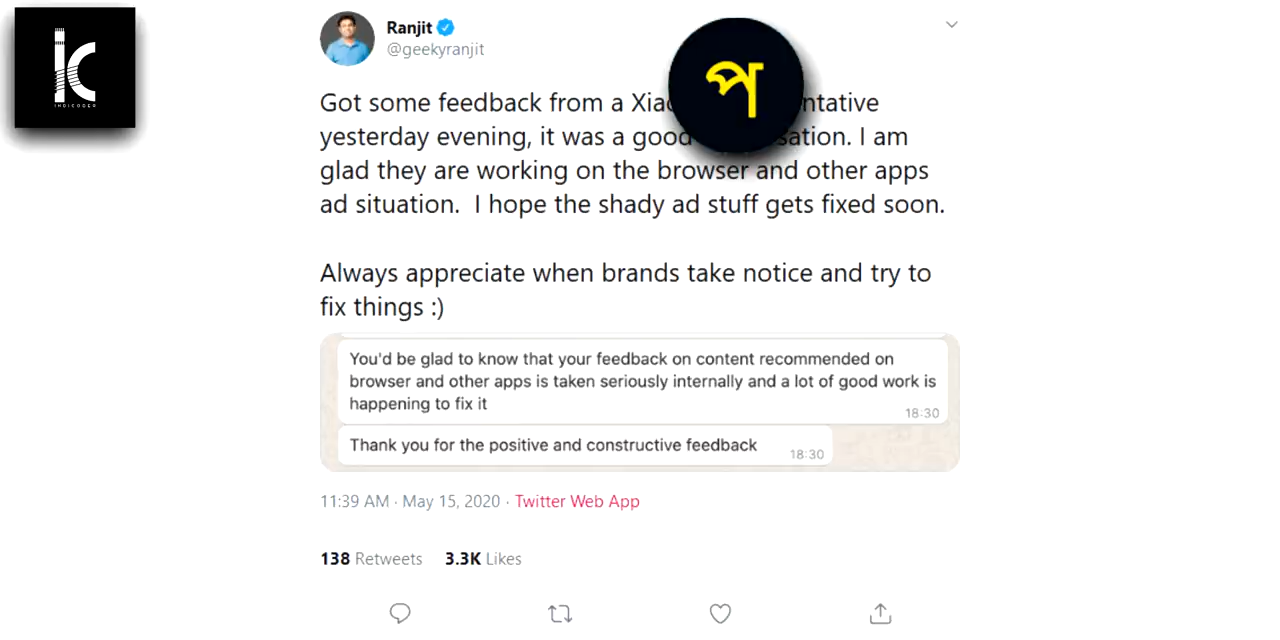 IC
INDICODER
প
Ranjit
@geekyranjit
Got some feedback from a
yesterday evening, it was a good I am
glad they are working on the browser and other apps
ad situation. I hope the shady ad stuff gets fixed soon.
Always appreciate when brands take notice and try to
fix things :)
You'd be glad to know that your feedback on content recommended on
browser and other apps is taken seriously internally and a lot of good work is
happening to fix it
18:30
Thank you for the positive and constructive feedback
18:30
11:39 AM · May 15, 2020 · Twitter Web App
138 Retweets 3.3K Likes